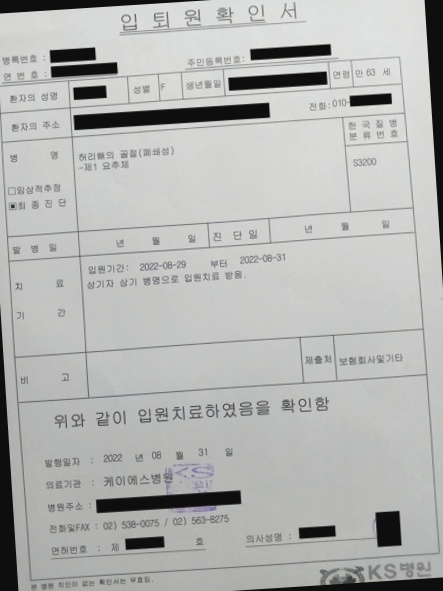 입 퇴 원 확 인 서
병록번호 :
주민등록번호:
연 번 호 :
환자의 성명 성별 F 생년월일 연령 만 63 세
환자의 주소 전화:010-
병 명 허리뼈의 골절(폐쇄성)
-제1 요추체
한 국 질 병
분 류 번 호
S3200
□임상적추정
▣최 종 진 단
발 병 일 년 월 일 진 단 일 년 월 일
치 료
기 간
입원기간: 2022-08-29 부터 2022-08-31
상기자 상기 병명으로 입원치료 받음.
비 고 제출처 보험회사및기타
위와 같이 입원치료하였음을 확인함
발행일자 : 2022 년 08 월 31 일
의료기관 : 케이에스병원
병원주소 :
전화및FAX : 02) 538-0075 / 02) 563-8275
면허번호 : 제 호 의사성명 :
본 병원 직인이 없는 확인서는 무효임.
KS병원